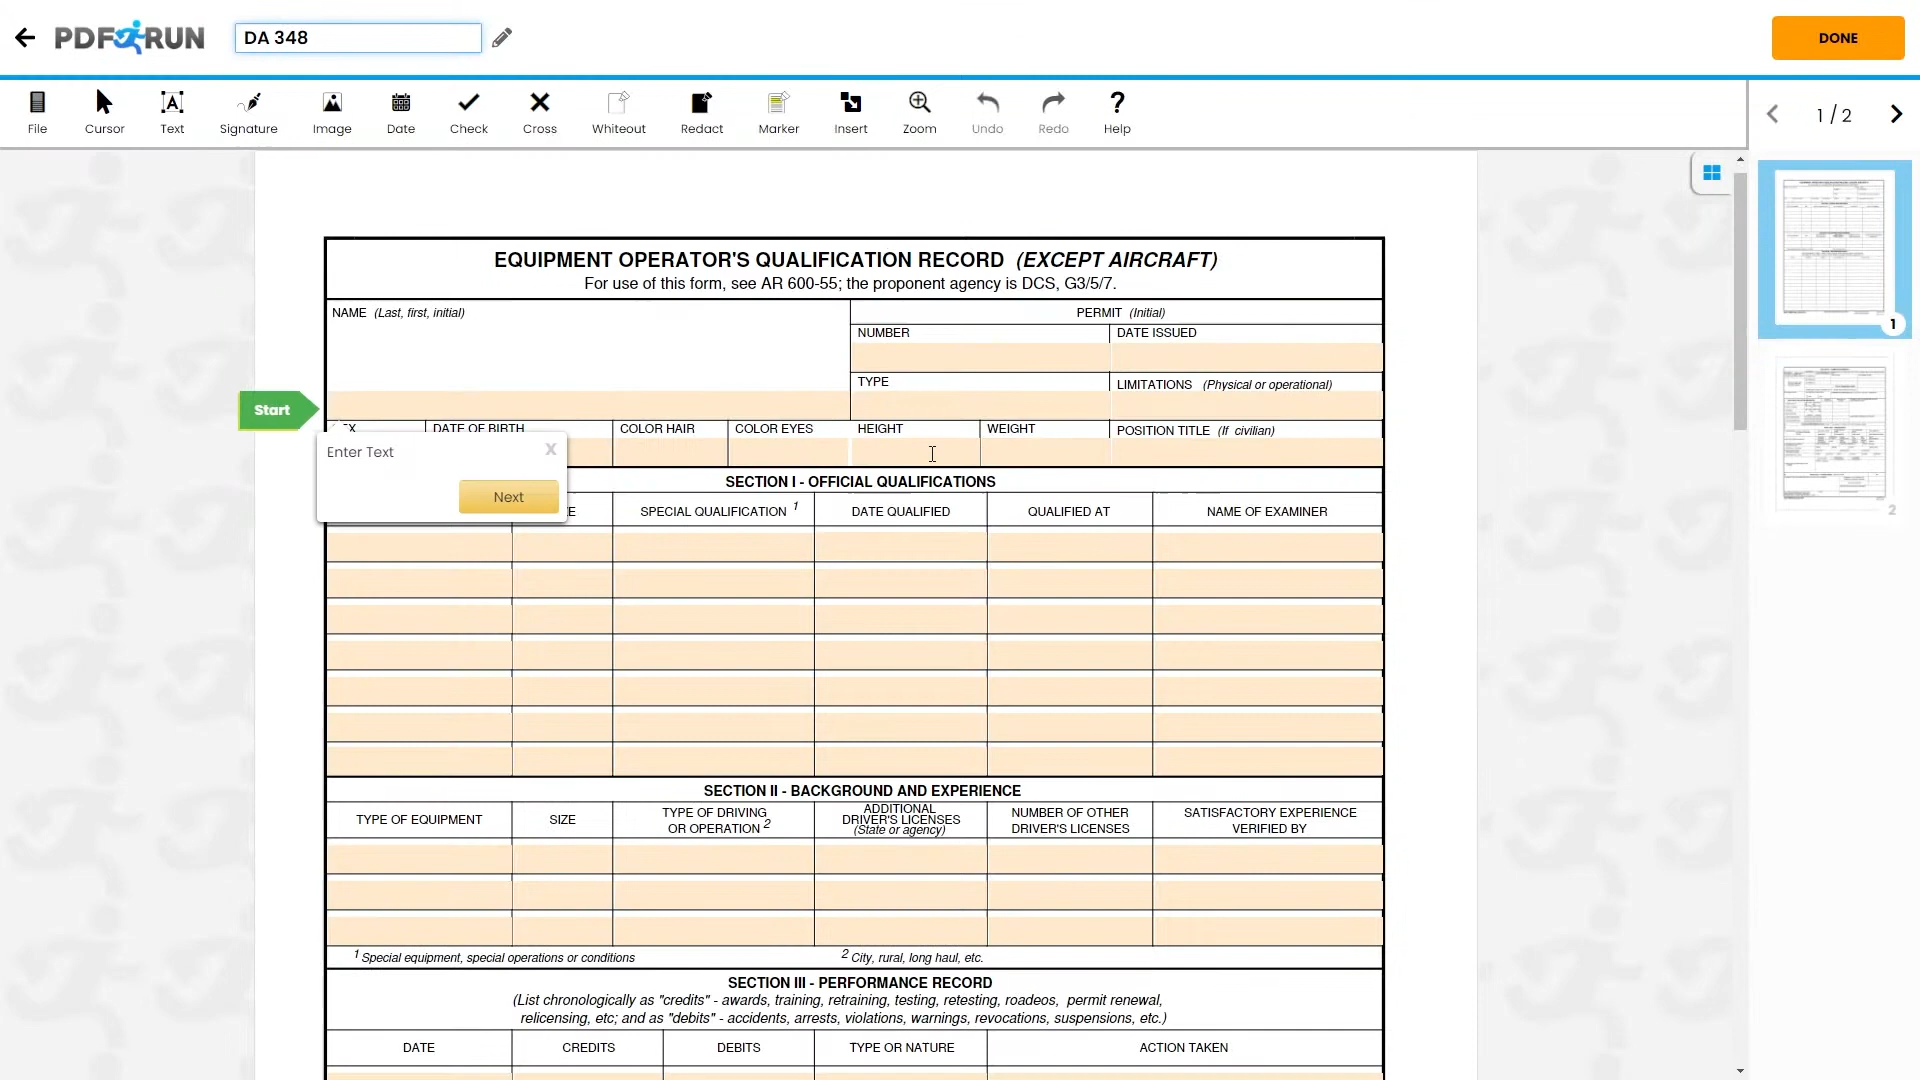 PDF RUN
DA 348
DONE
File
Cursor
Text
Signature
Image
Date
Check
Cross
Whiteout
Redact
Marker
Insert
Zoom
Undo
Redo
Help
1 / 2
EQUIPMENT OPERATOR'S QUALIFICATION RECORD (EXCEPT AIRCRAFT)
For use of this form, see AR 600-55; the proponent agency is DCS, G3/5/7.
NAME (Last, first, initial)
PERMIT (Initial)
NUMBER
DATE ISSUED
TYPE
LIMITATIONS (Physical or operational)
Start
EX
DATE OF BIRTH
COLOR HAIR
COLOR EYES
HEIGHT
WEIGHT
POSITION TITLE (If civilian)
Enter Text
X
Next
SECTION I - OFFICIAL QUALIFICATIONS
E
SPECIAL QUALIFICATION 1
DATE QUALIFIED
QUALIFIED AT
NAME OF EXAMINER
SECTION II - BACKGROUND AND EXPERIENCE
TYPE OF EQUIPMENT
SIZE
TYPE OF DRIVING
OR OPERATION 2
ADDITIONAL
DRIVER'S LICENSES
(State or agency)
NUMBER OF OTHER
DRIVER'S LICENSES
SATISFACTORY EXPERIENCE
VERIFIED BY
1 Special equipment, special operations or conditions
2 City, rural, long haul, etc.
SECTION III - PERFORMANCE RECORD
(List chronologically as "credits" - awards, training, retraining, testing, retesting, roadeos, permit renewal,
relicensing, etc; and as "debits" - accidents, arrests, violations, warnings, revocations, suspensions, etc.)
DATE
CREDITS
DEBITS
TYPE OR NATURE
ACTION TAKEN
1
2